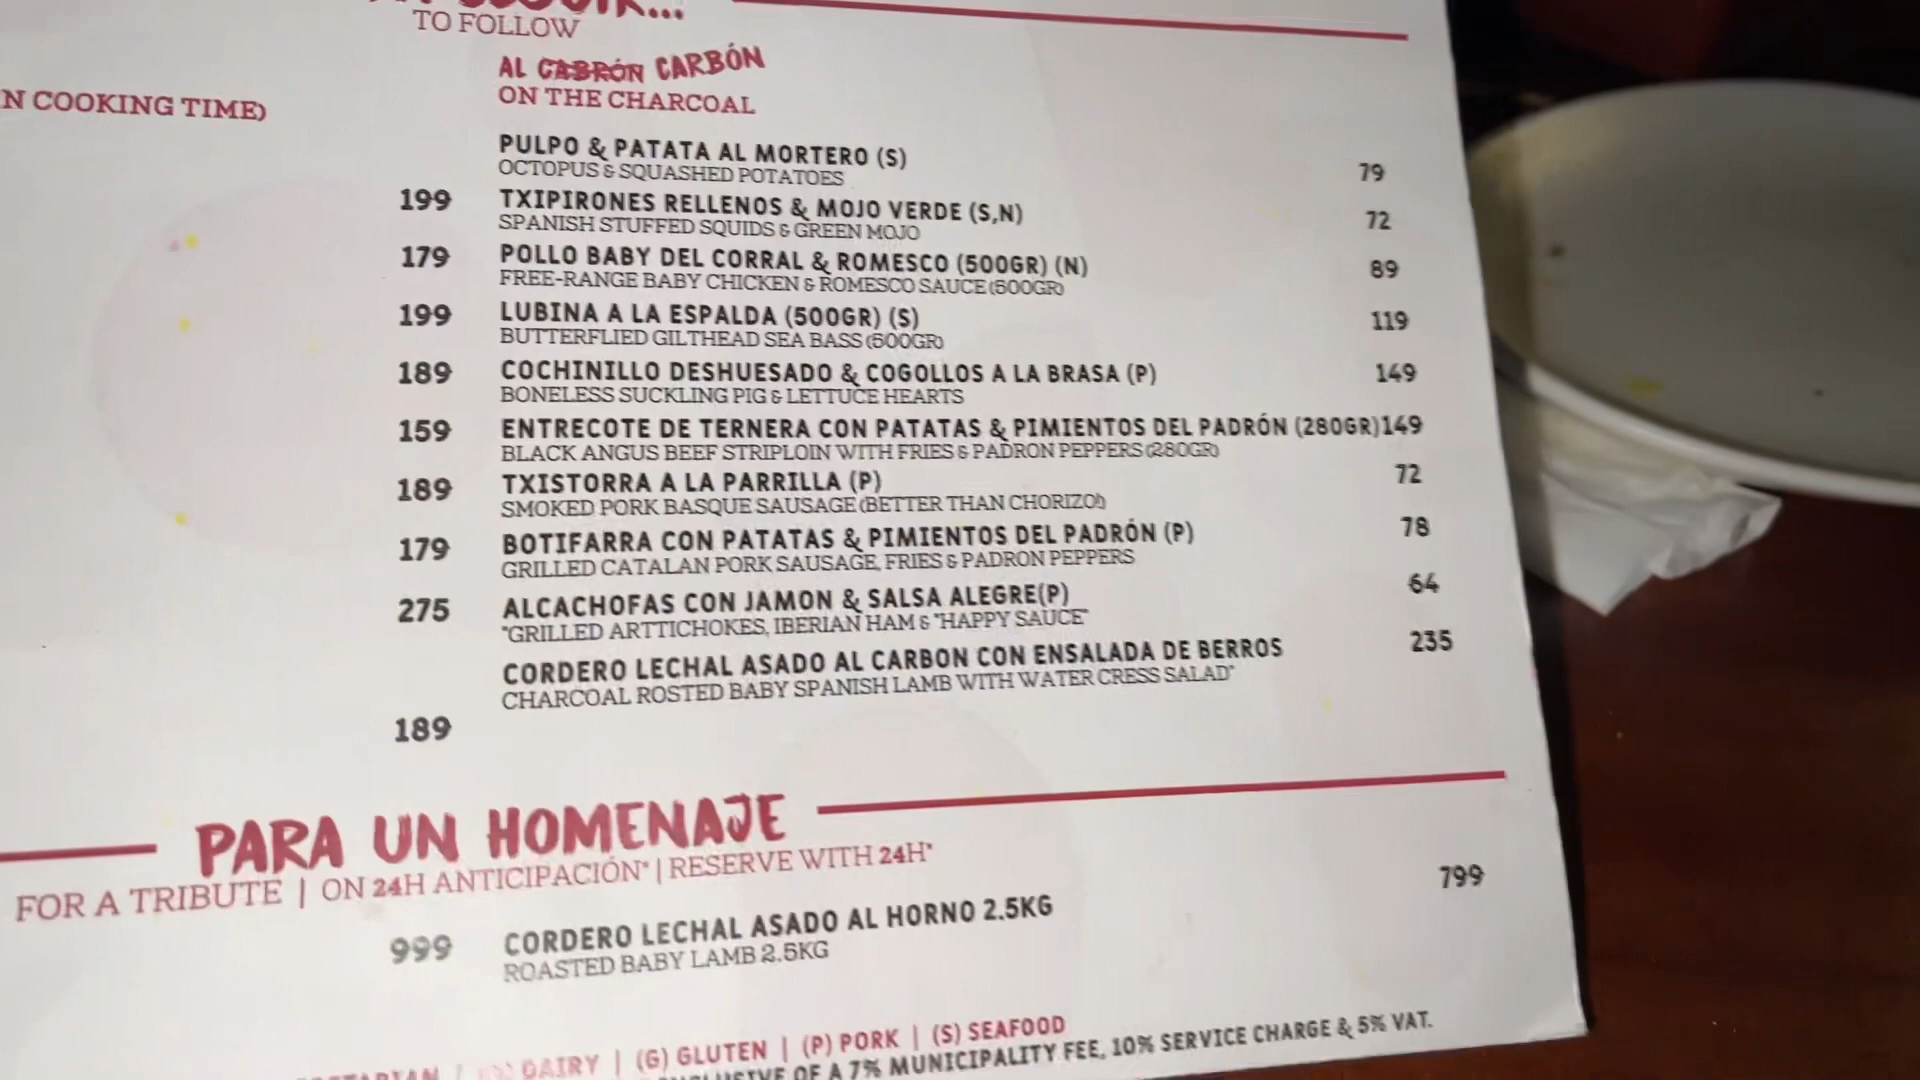 TO FOLLOW
AL CABRÓN CARBÓN
ON THE CHARCOAL
N COOKING TIME)
PULPO & PATATA AL MORTERO (S) 79
OCTOPUS & SQUASHED POTATOES
199 TXIPIRONES RELLENOS & MOJO VERDE (S,N) 72
SPANISH STUFFED SQUIDS & GREEN MOJO
179 POLLO BABY DEL CORRAL & ROMESCO (500GR) (N) 89
FREE-RANGE BABY CHICKEN & ROMESCO SAUCE (500GR)
199 LUBINA A LA ESPALDA (500GR) (S) 119
BUTTERFLIED GILTHEAD SEA BASS (500GR)
189 COCHINILLO DESHUESADO & COGOLLOS A LA BRASA (P) 149
BONELESS SUCKLING PIG & LETTUCE HEARTS
159 ENTRECOTE DE TERNERA CON PATATAS & PIMIENTOS DEL PADRÓN (280GR)149
BLACK ANGUS BEEF STRIPLOIN WITH FRIES & PADRON PEPPERS (280GR)
189 TXISTORRA A LA PARRILLA (P) 72
SMOKED PORK BASQUE SAUSAGE (BETTER THAN CHORIZO!)
179 BOTIFARRA CON PATATAS & PIMIENTOS DEL PADRÓN (P) 78
GRILLED CATALAN PORK SAUSAGE, FRIES & PADRON PEPPERS
275 ALCACHOFAS CON JAMON & SALSA ALEGRE(P) 64
"GRILLED ARTTICHOKES, IBERIAN HAM & "HAPPY SAUCE"
CORDERO LECHAL ASADO AL CARBON CON ENSALADA DE BERROS 235
CHARCOAL ROSTED BABY SPANISH LAMB WITH WATER CRESS SALAD"
189
PARA UN HOMENAJE
FOR A TRIBUTE | ON 24H ANTICIPACIÓN* | RESERVE WITH 24H*
999 CORDERO LECHAL ASADO AL HORNO 2.5KG 799
ROASTED BABY LAMB 2.5KG
DAIRY | (G) GLUTEN | (P) PORK | (S) SEAFOOD
OF A 7% MUNICIPALITY FEE, 10% SERVICE CHARGE & 5% VAT.